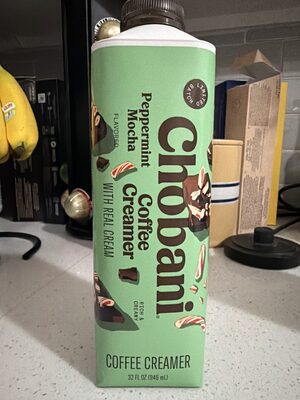 LIMITED
BATCH
Chobani®
Peppermint
Mocha
FLAVORED
Coffee
Creamer
WITH REAL CREAM
RICH &
CREAMY
COFFEE CREAMER
32 FL OZ (946 mL)